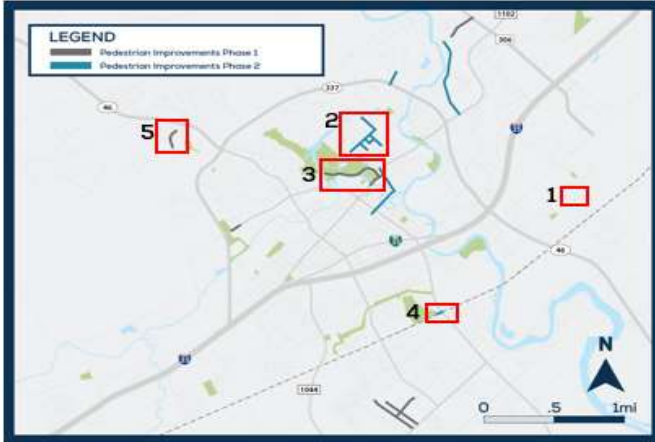 1102
306
LEGEND
Pedestrian Improvements Phase 1
Pedestrian Improvements Phase 2
337
46
2
5
35
3
1
35
46
4
N
35
1044
0 .5 1mi